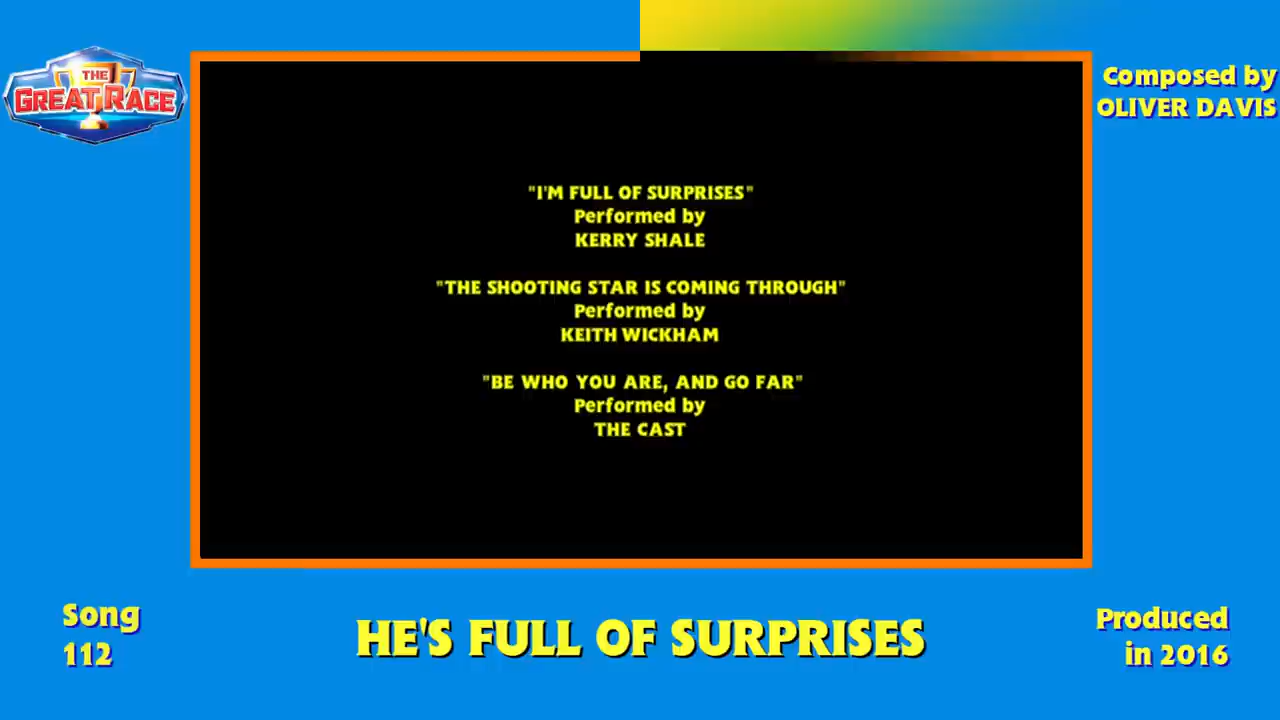 THE
GREAT RACE
Composed by
OLIVER DAVIS
"I'M FULL OF SURPRISES"
Performed by
KERRY SHALE
"THE SHOOTING STAR IS COMING THROUGH"
Performed by
KEITH WICKHAM
"BE WHO YOU ARE, AND GO FAR"
Performed by
THE CAST
Song
112
HE'S FULL OF SURPRISES
Produced
in 2016